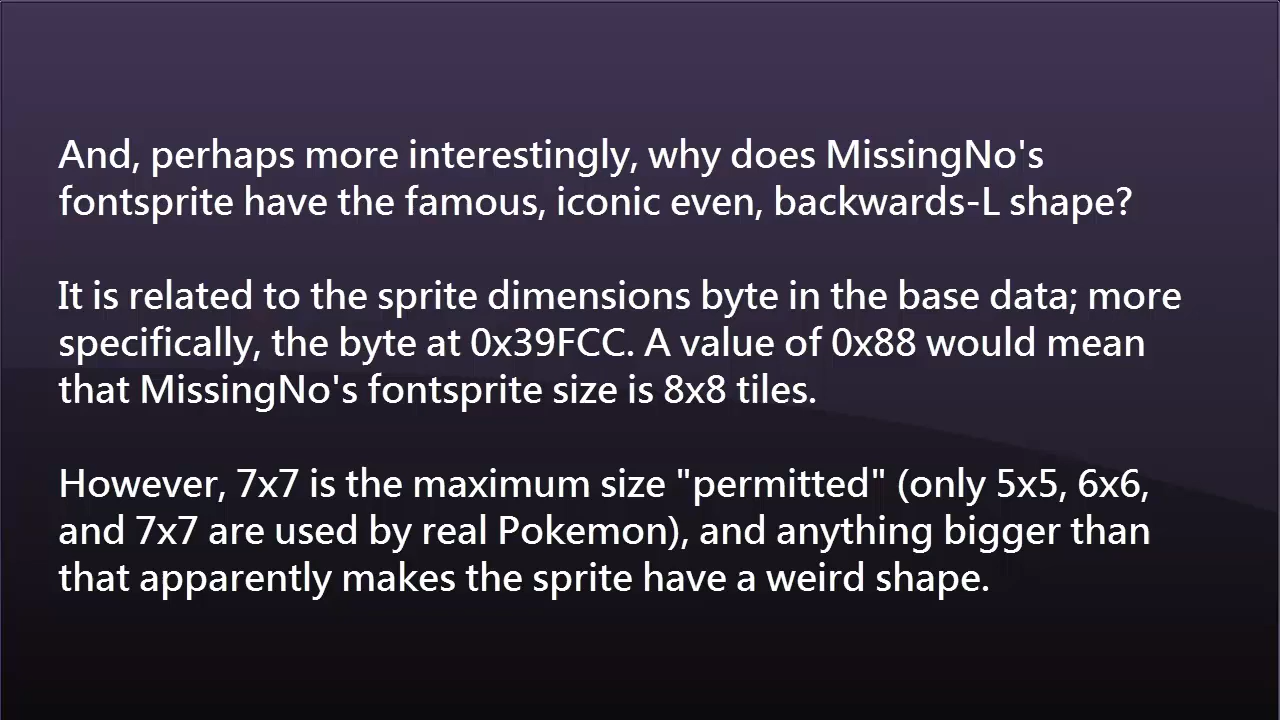 And, perhaps more interestingly, why does MissingNo's
fontsprite have the famous, iconic even, backwards-L shape?
It is related to the sprite dimensions byte in the base data; more
specifically, the byte at 0x39FCC. A value of 0x88 would mean
that MissingNo's fontsprite size is 8x8 tiles.
However, 7x7 is the maximum size "permitted" (only 5x5, 6x6,
and 7x7 are used by real Pokemon), and anything bigger than
that apparently makes the sprite have a weird shape.